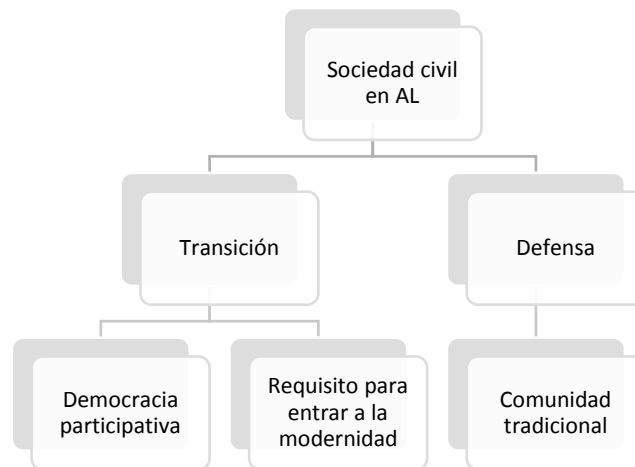 Sociedad civil
en AL
Transición
Defensa
Democracia
participativa
Requisito para
entrar a la
modernidad
Comunidad
tradicional